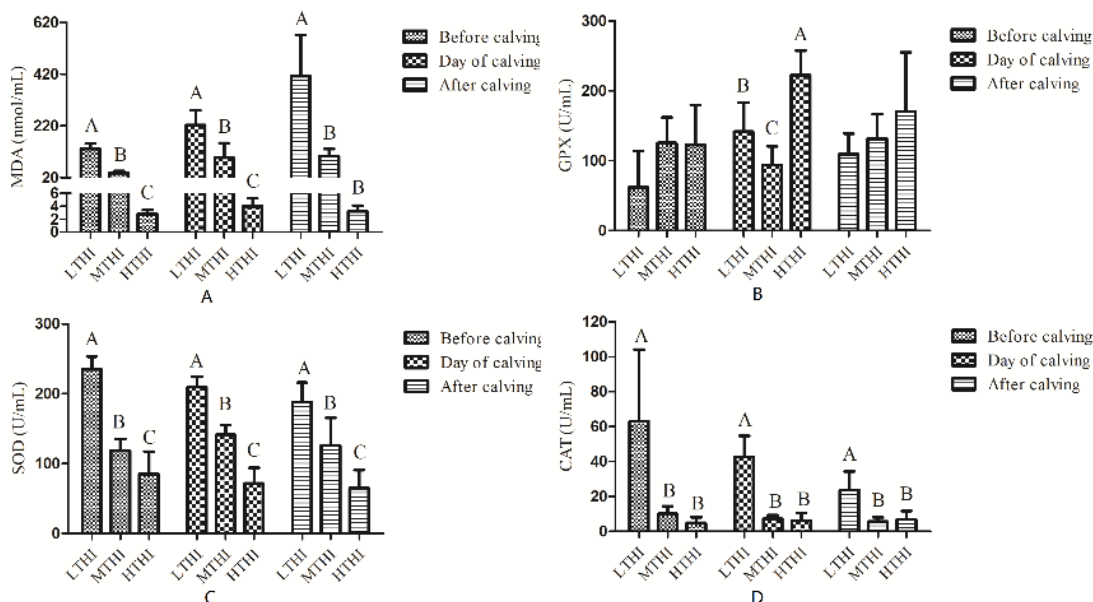 620
420
220
20
6
4
2
0
MDA (nmol/mL)
A
B
C
A
B
C
A
B
B
LTHI
MTHI
HTHI
LTHI
MTHI
HTHI
LTHI
MTHI
HTHI
Before calving
Day of calving
After calving
A
300
200
100
0
GPX (U/mL)
B
C
A
LTHI
MTHI
HTHI
LTHI
MTHI
HTHI
LTHI
MTHI
HTHI
Before calving
Day of calving
After calving
B
300
200
100
0
SOD (U/mL)
A
B
C
A
B
C
A
B
C
LTHI
MTHI
HTHI
LTHI
MTHI
HTHI
LTHI
MTHI
HTHI
Before calving
Day of calving
After calving
C
120
100
80
60
40
20
0
CAT (U/mL)
A
B
B
A
B
B
A
B
B
LTHI
MTHI
HTHI
LTHI
MTHI
HTHI
LTHI
MTHI
HTHI
Before calving
Day of calving
After calving
D